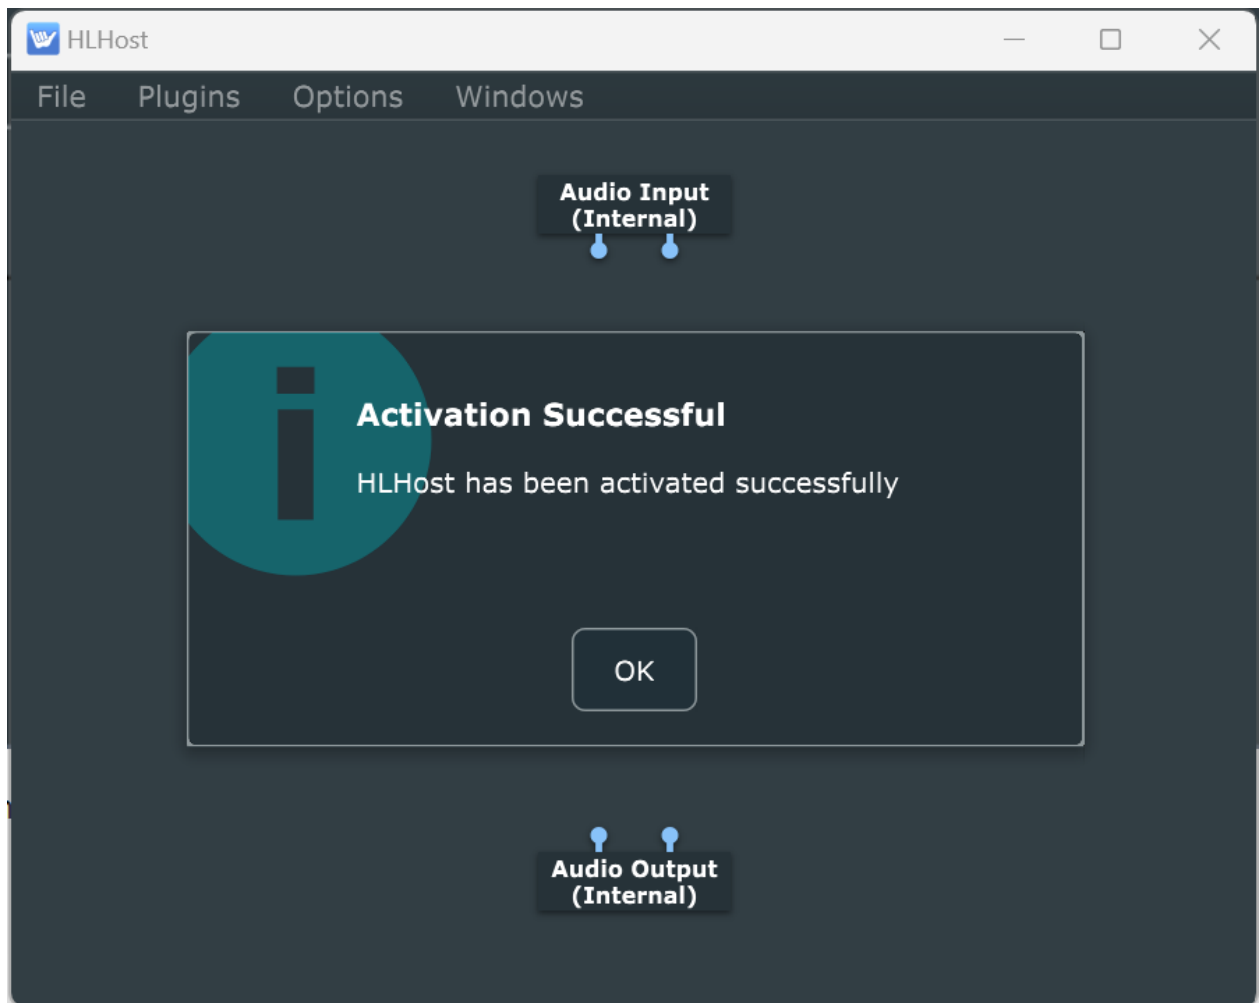 HLHost
File Plugins Options Windows
Audio Input
(Internal)
Activation Successful
HLHost has been activated successfully
OK
Audio Output
(Internal)